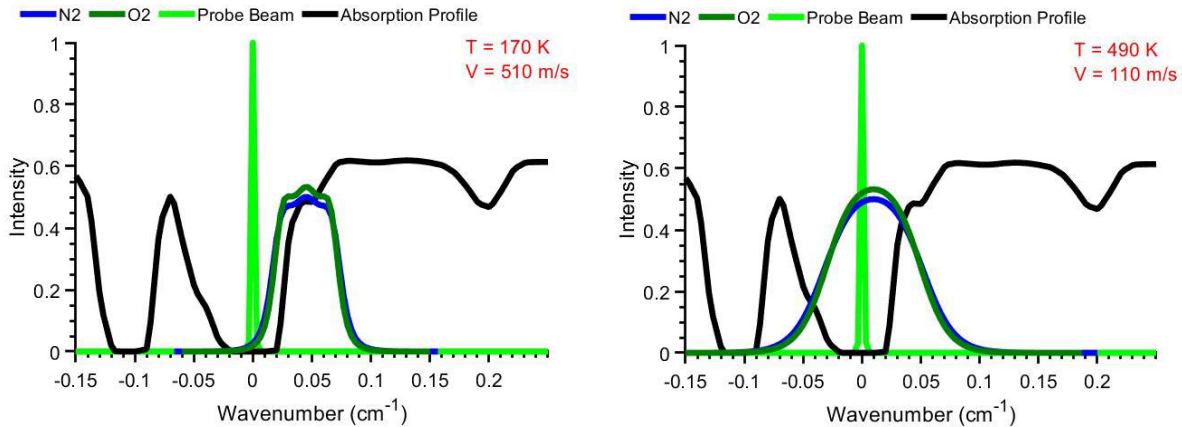 N2 O2 Probe Beam Absorption Profile
T = 170 K
V = 510 m/s
1
0.8
0.6
0.4
0.2
0
Intensity
-0.15 -0.1 -0.05 0 0.05 0.1 0.15 0.2
Wavenumber (cm-1)
N2 O2 Probe Beam Absorption Profile
T = 490 K
V = 110 m/s
1
0.8
0.6
0.4
0.2
0
Intensity
-0.15 -0.1 -0.05 0 0.05 0.1 0.15 0.2
Wavenumber (cm-1)